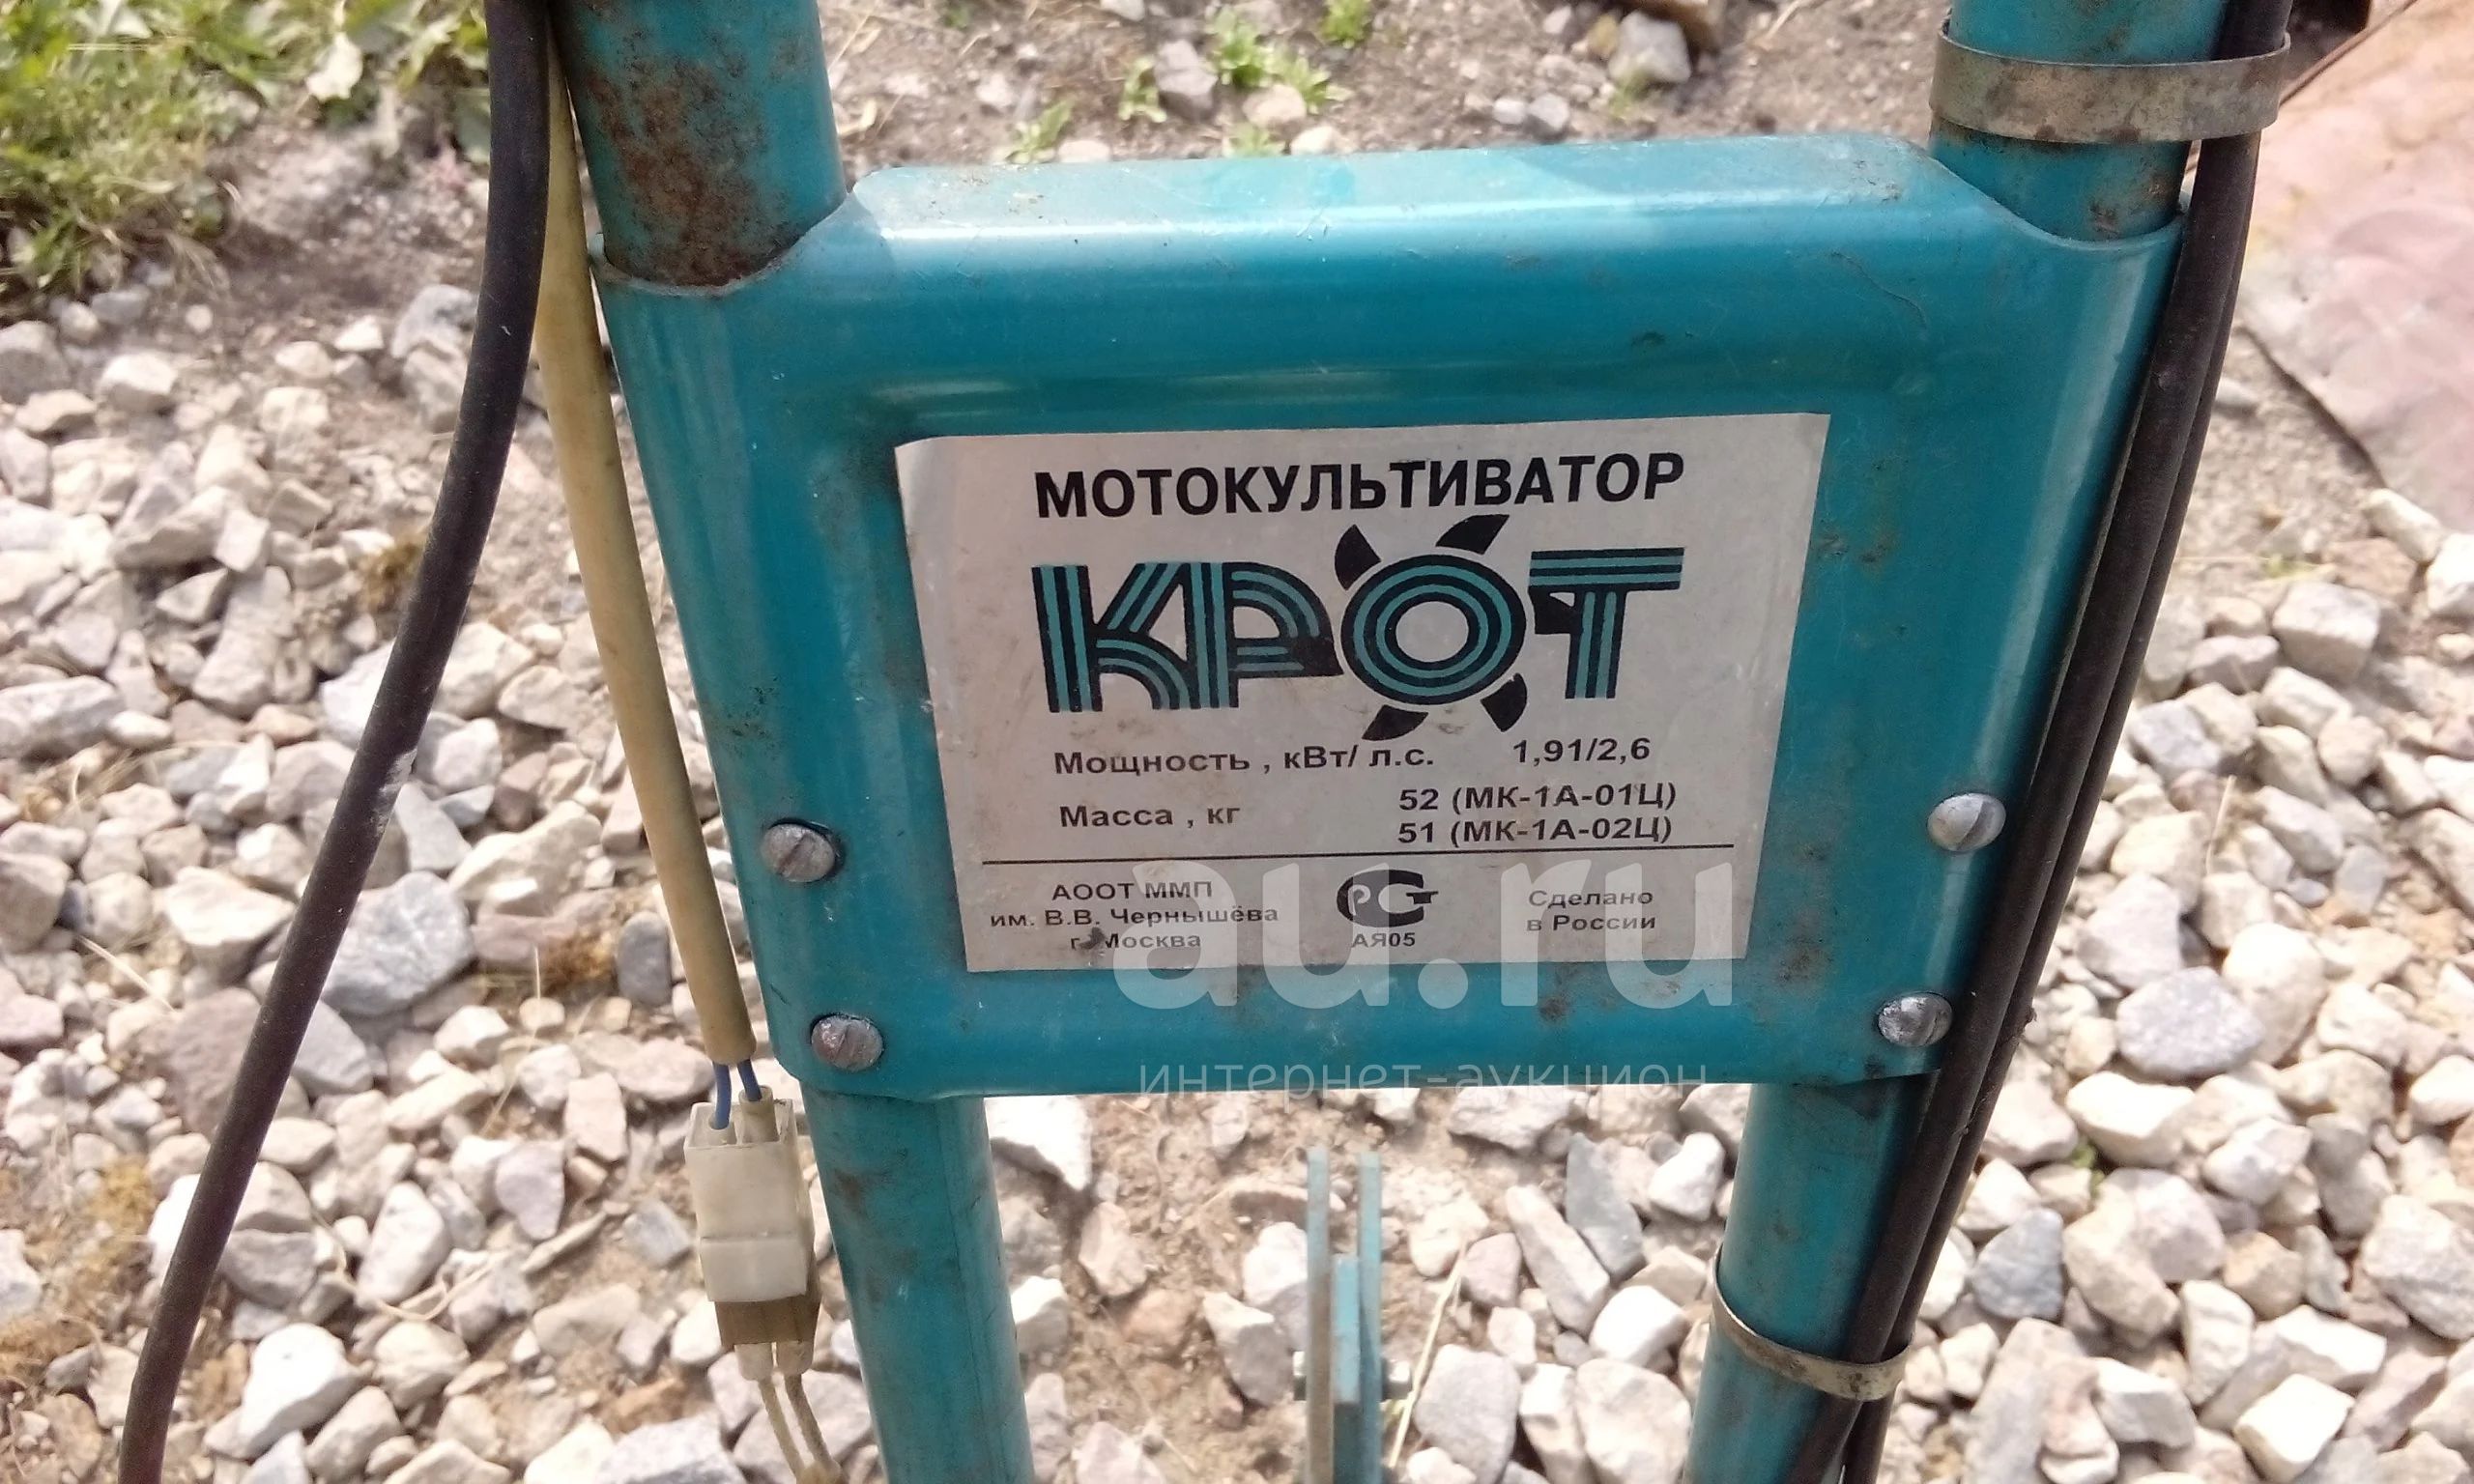 МОТОКУЛЬТИВАТОР
КРОТ
Мощность , кВт/ л.с. 1,91/2,6
Масса , кг 52 (МК-1А-01Ц)
51 (МК-1А-02Ц)
АООТ ММП
им. В.В. Чернышёва
г. Москва
РСТ
АЯ05
Сделано
в России
au.ru
интернет-аукцион